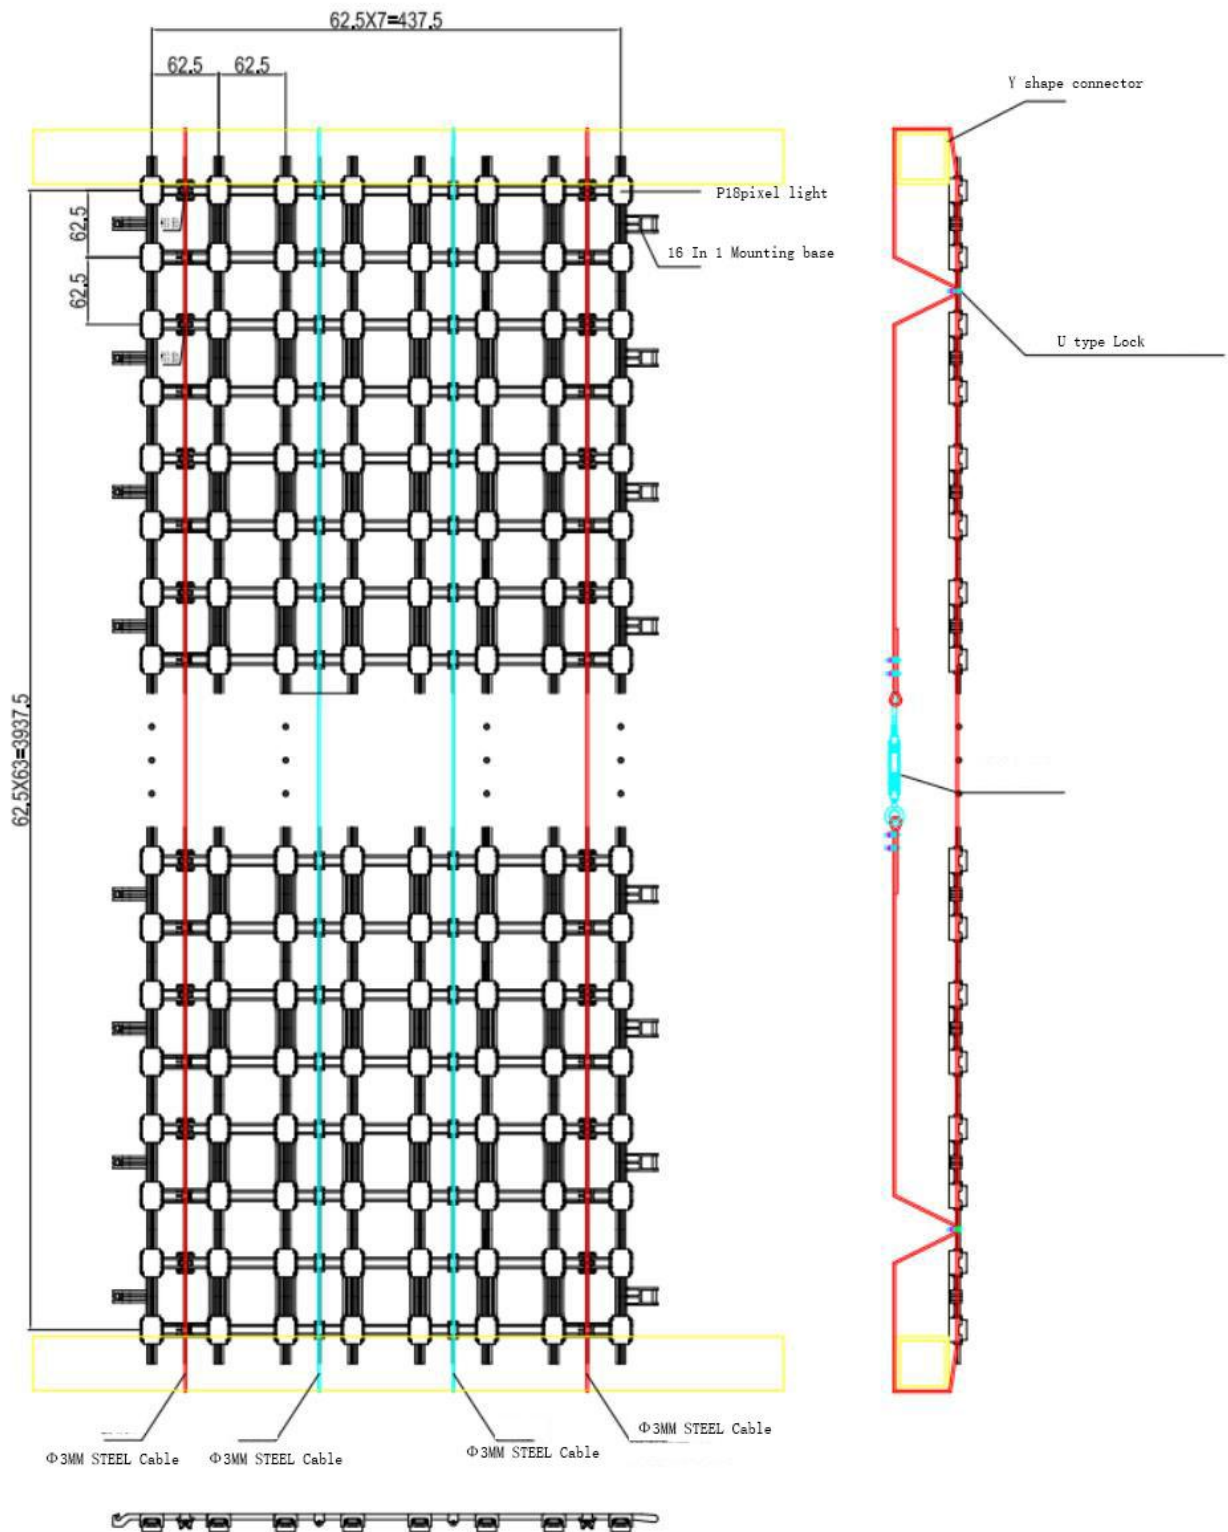 62.5X7=437.5
62.5 62.5
Y shape connector
P18pixel light
62.5
16 In 1 Mounting base
62.5
U type Lock
62.5X63=3937.5
Φ3MM STEEL Cable
Φ3MM STEEL Cable
Φ3MM STEEL Cable
Φ3MM STEEL Cable